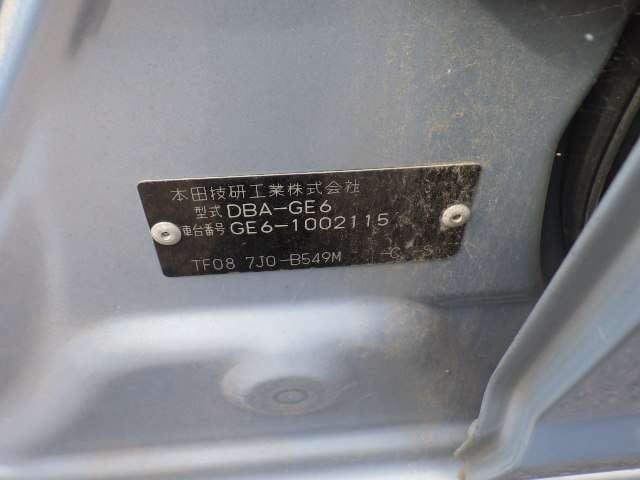 本田技研工業株式会社
型式 DBA-GE6
車台番号 GE6-1002115
TF08 7J0-B549M -C S